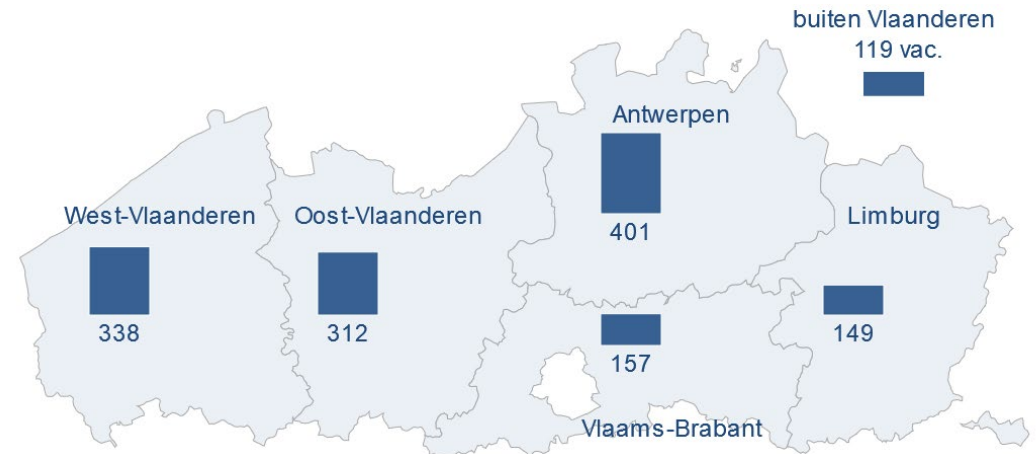 buiten Vlaanderen
119 vac.
Antwerpen
401
West-Vlaanderen
338
Oost-Vlaanderen
312
Limburg
149
157
Vlaams-Brabant